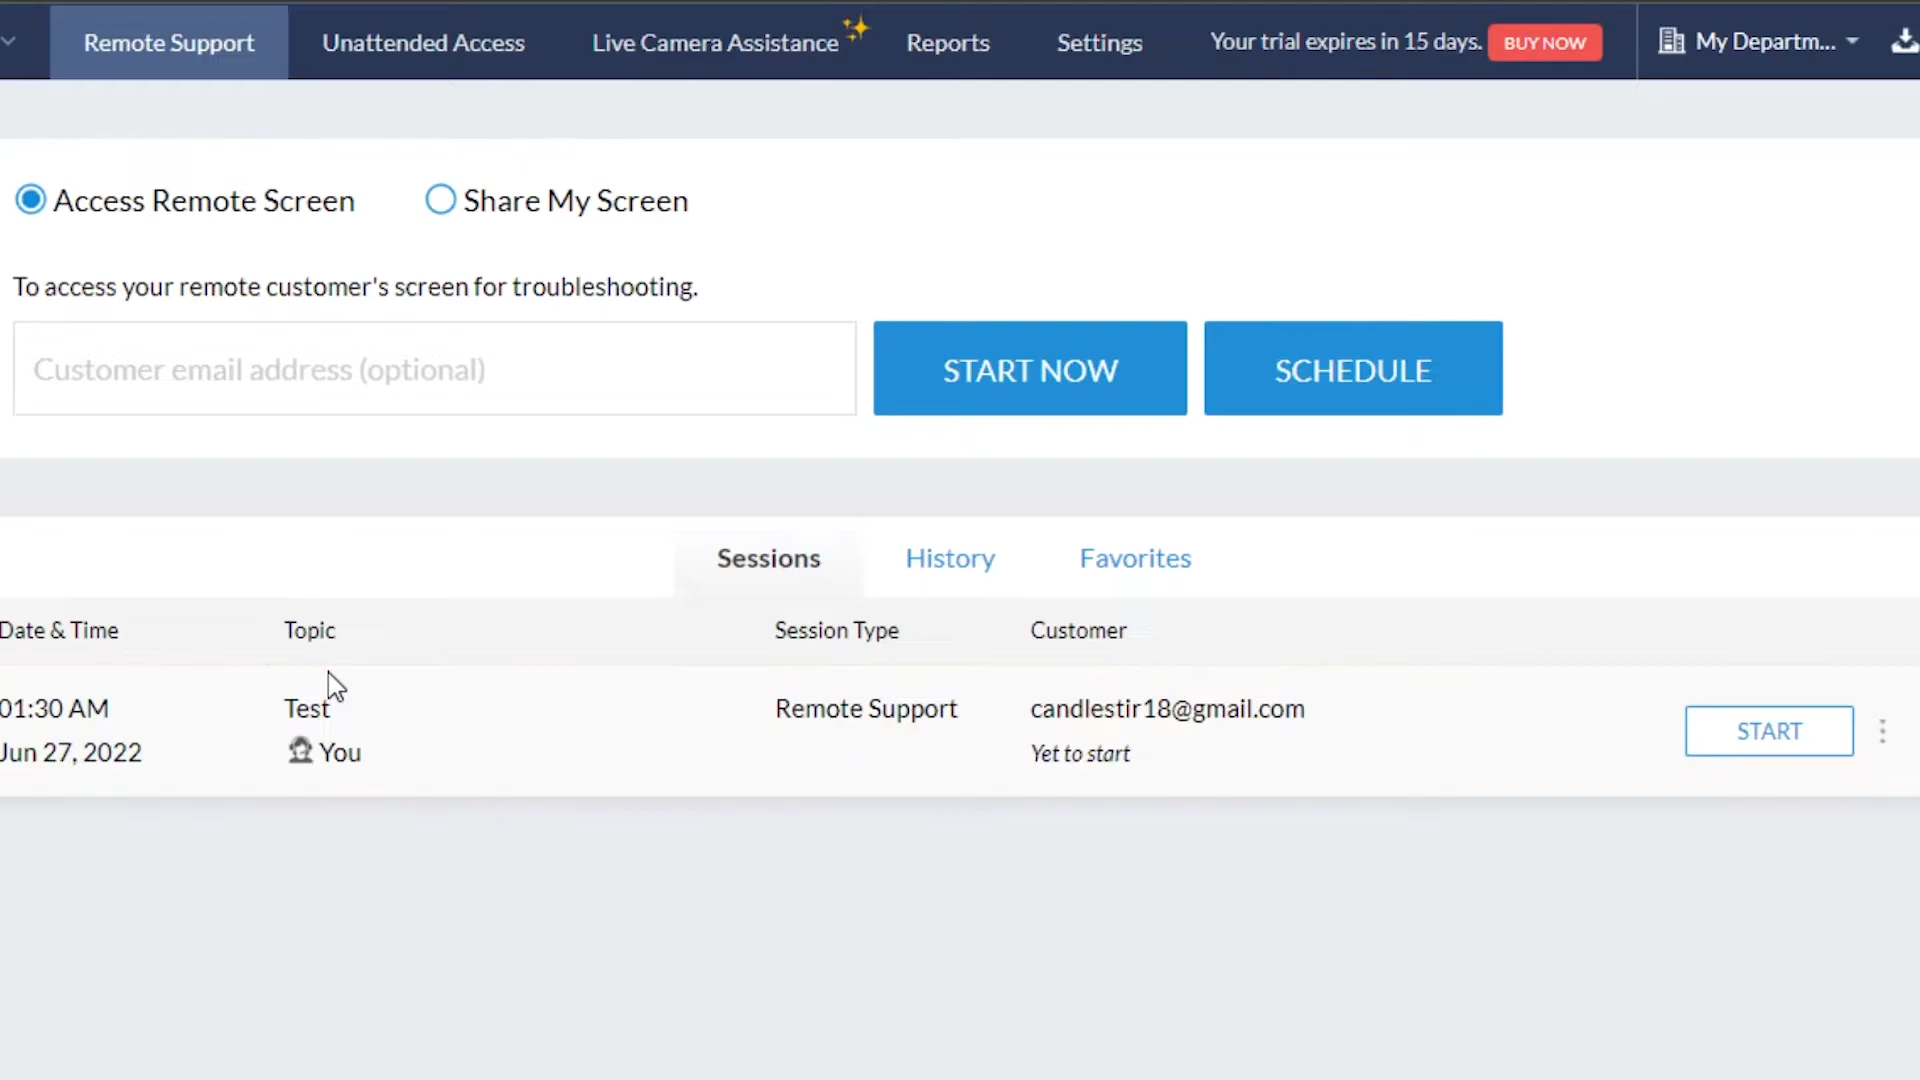 Remote Support Unattended Access Live Camera Assistance Reports Settings Your trial expires in 15 days. BUY NOW My Departm...
Access Remote Screen Share My Screen
To access your remote customer's screen for troubleshooting.
Customer email address (optional) START NOW SCHEDULE
Sessions History Favorites
Date & Time Topic Session Type Customer
01:30 AM Test Remote Support candlestir18@gmail.com START
Jun 27, 2022 You Yet to start